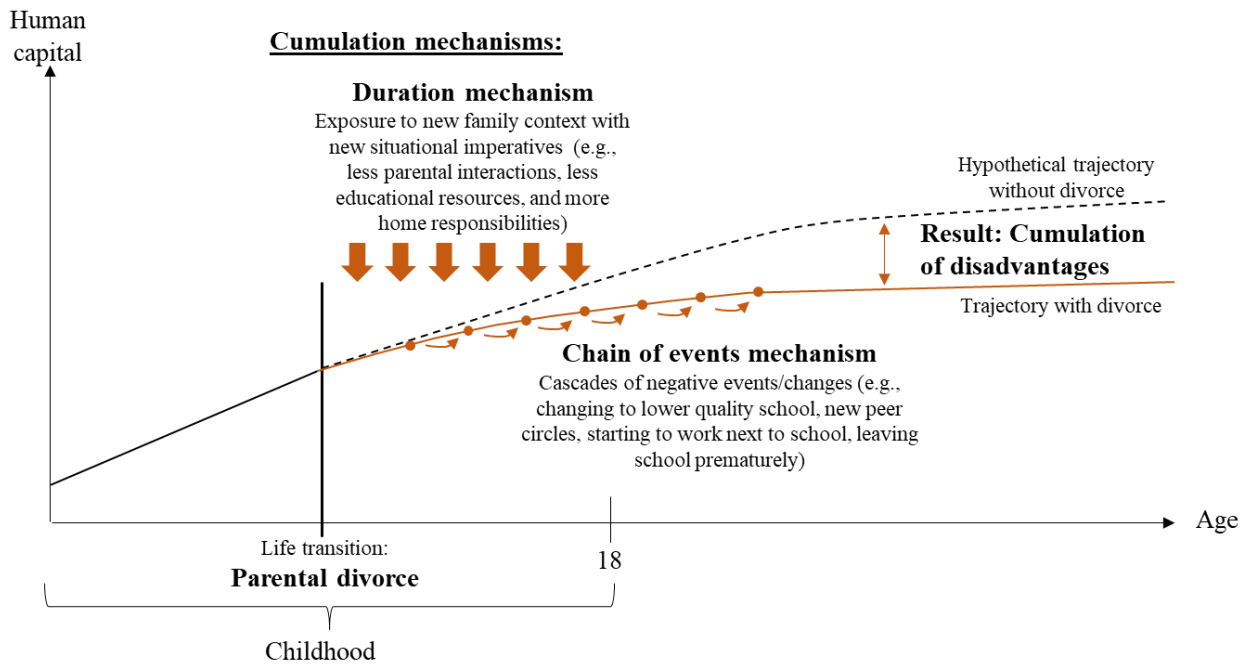 Human
capital
Cumulation mechanisms:
Duration mechanism
Exposure to new family context with
new situational imperatives (e.g.,
less parental interactions, less
educational resources, and more
home responsibilities)
Hypothetical trajectory
without divorce
Result: Cumulation
of disadvantages
Trajectory with divorce
Chain of events mechanism
Cascades of negative events/changes (e.g.,
changing to lower quality school, new peer
circles, starting to work next to school, leaving
school prematurely)
Age
Life transition:
Parental divorce
18
Childhood